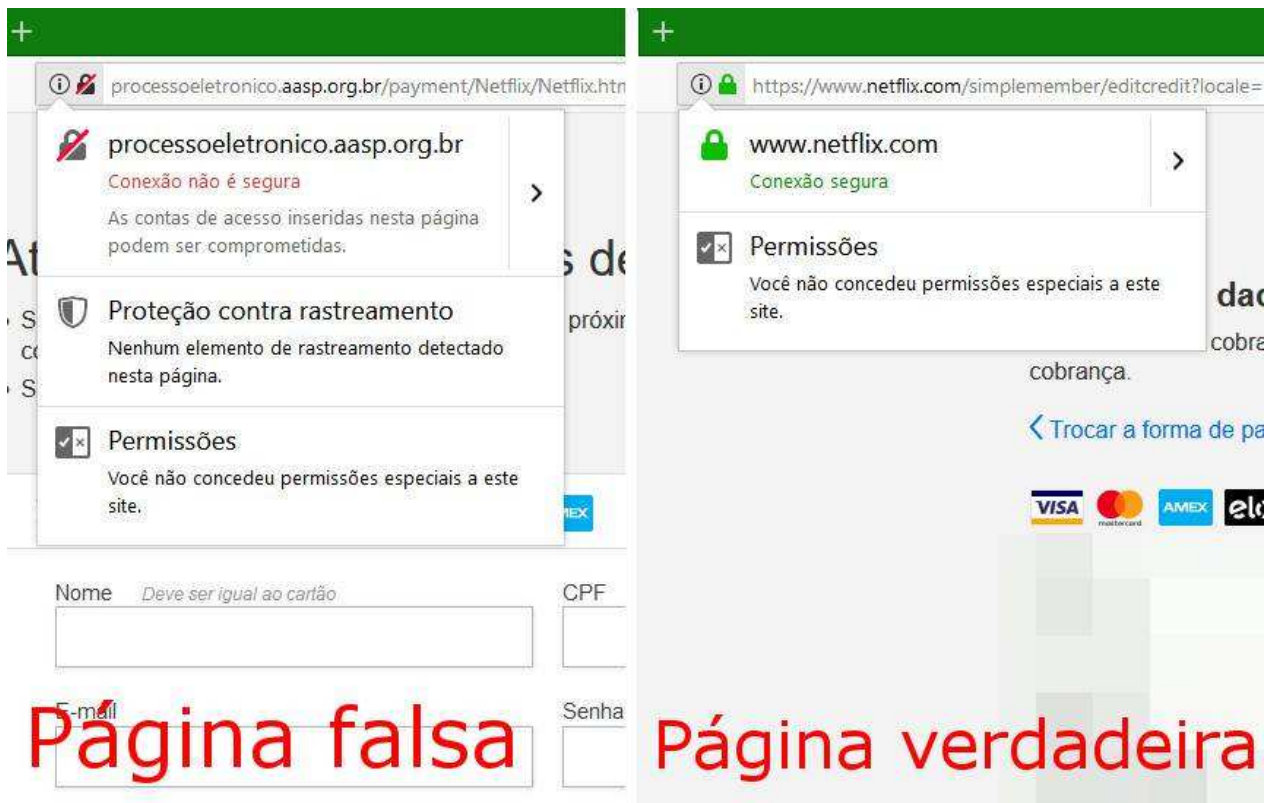 processoeletronico.aasp.org.br/payment/Netflix/Netflix.htm
processoeletronico.aasp.org.br
Conexão não é segura
As contas de acesso inseridas nesta página
podem ser comprometidas.
Proteção contra rastreamento
Nenhum elemento de rastreamento detectado
nesta página.
Permissões
Você não concedeu permissões especiais a este
site.
Nome Deve ser igual ao cartão CPF
E-mail Senha
Página falsa
https://www.netflix.com/simplemember/editcredit?locale=
www.netflix.com
Conexão segura
Permissões
Você não concedeu permissões especiais a este
site.
cobrança.
Trocar a forma de
VISA mastercard AMEX
Página verdadeira